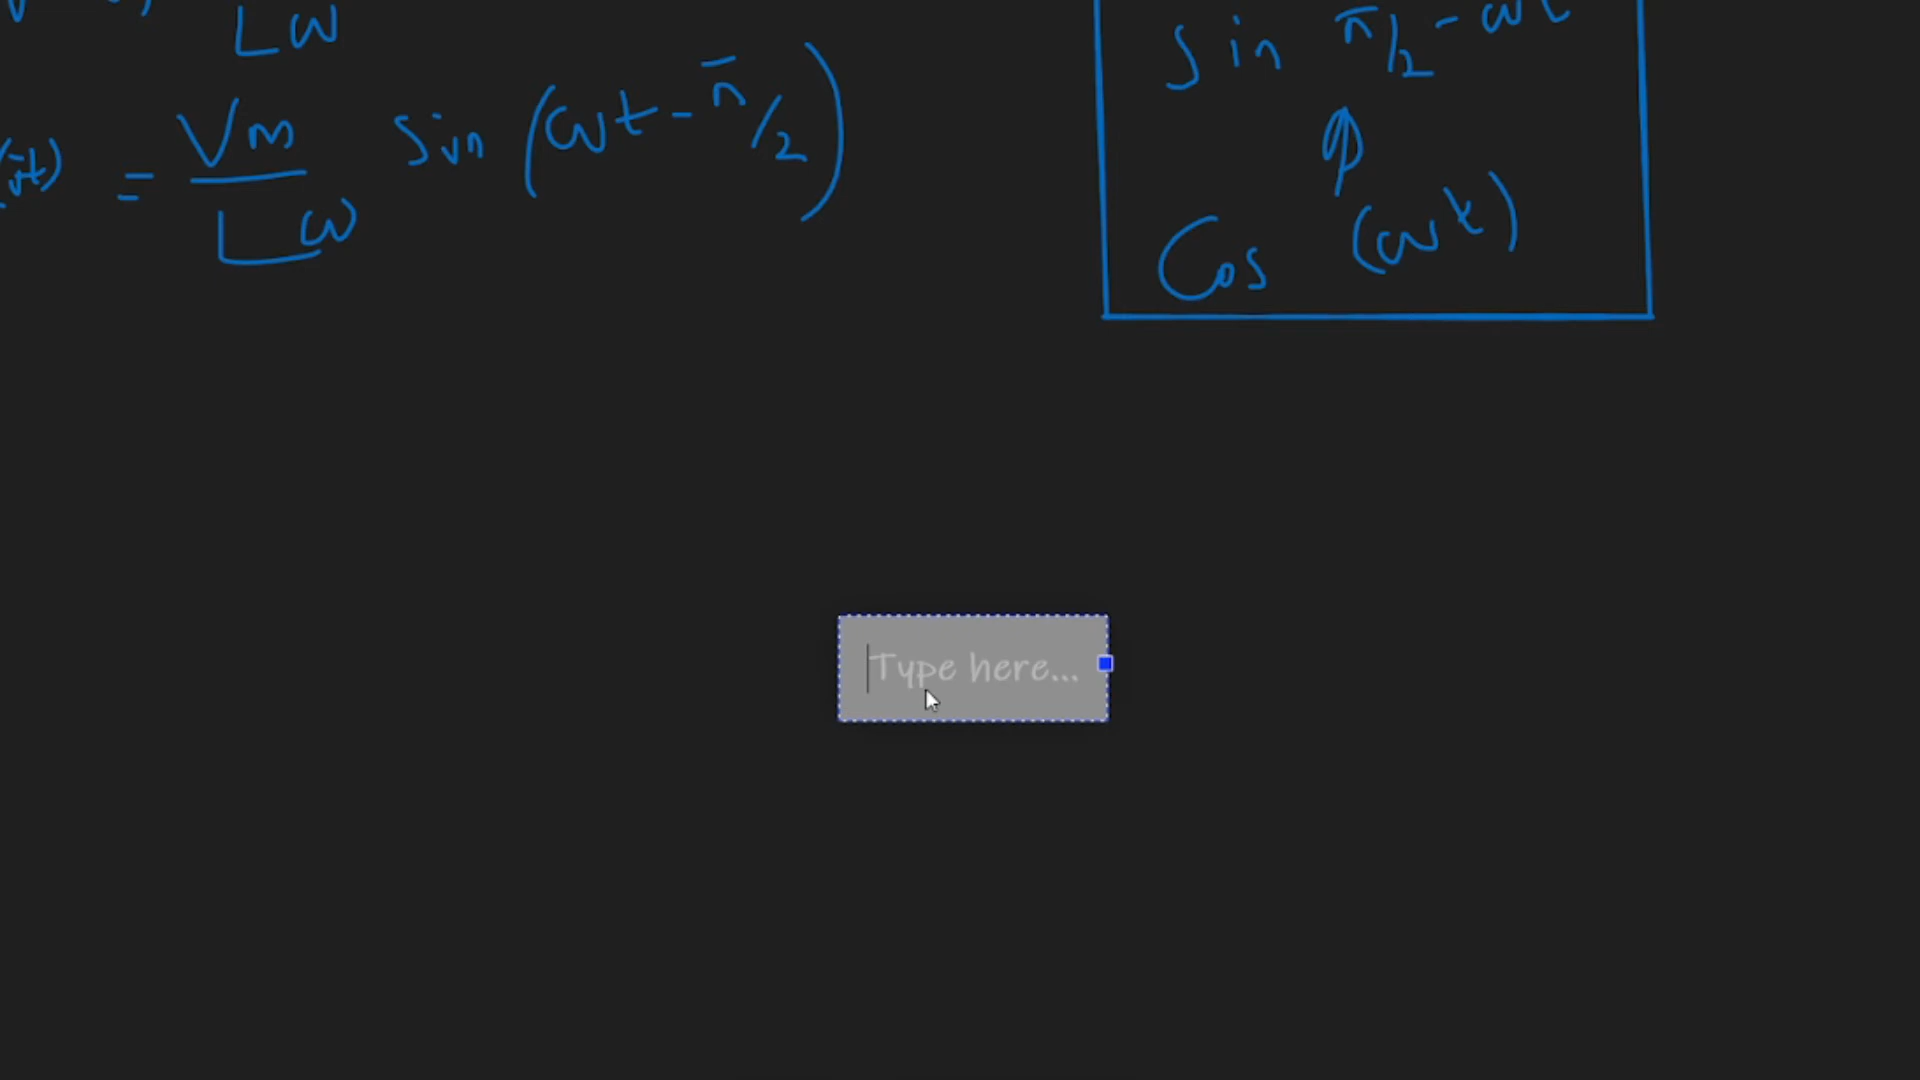 Lω
sin π/2 - ωt
(t) = Vm/Lω sin (ωt - π/2)
Cos (ωt)
Type here...